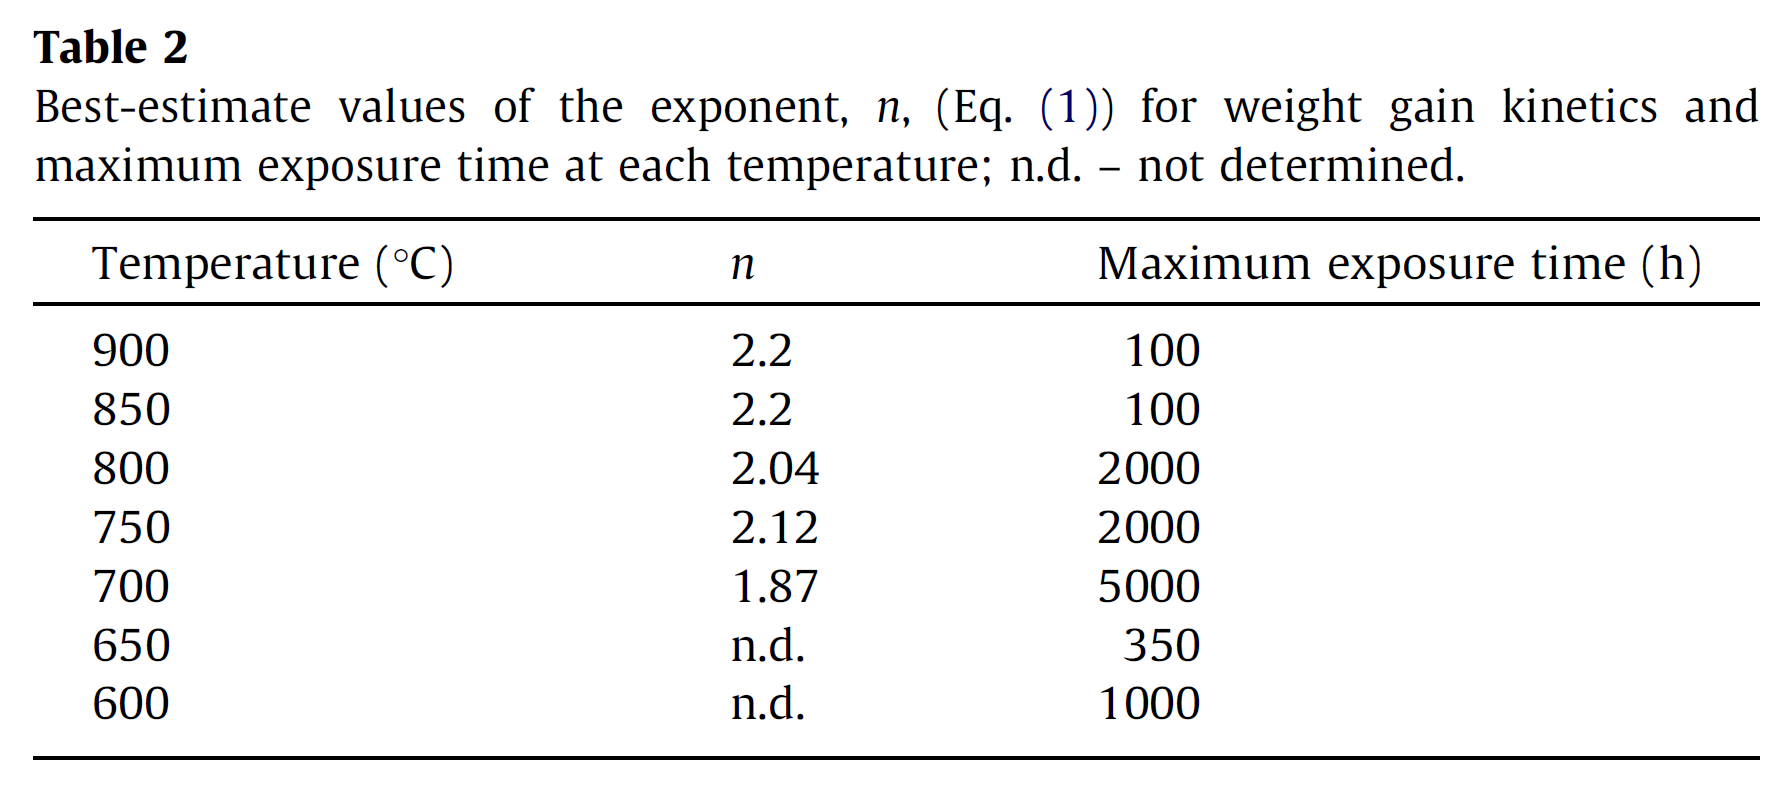 Table 2
Best-estimate values of the exponent, n, (Eq. (1)) for weight gain kinetics and
maximum exposure time at each temperature; n.d. – not determined.
Temperature (°C) n Maximum exposure time (h)
900 2.2 100
850 2.2 100
800 2.04 2000
750 2.12 2000
700 1.87 5000
650 n.d. 350
600 n.d. 1000